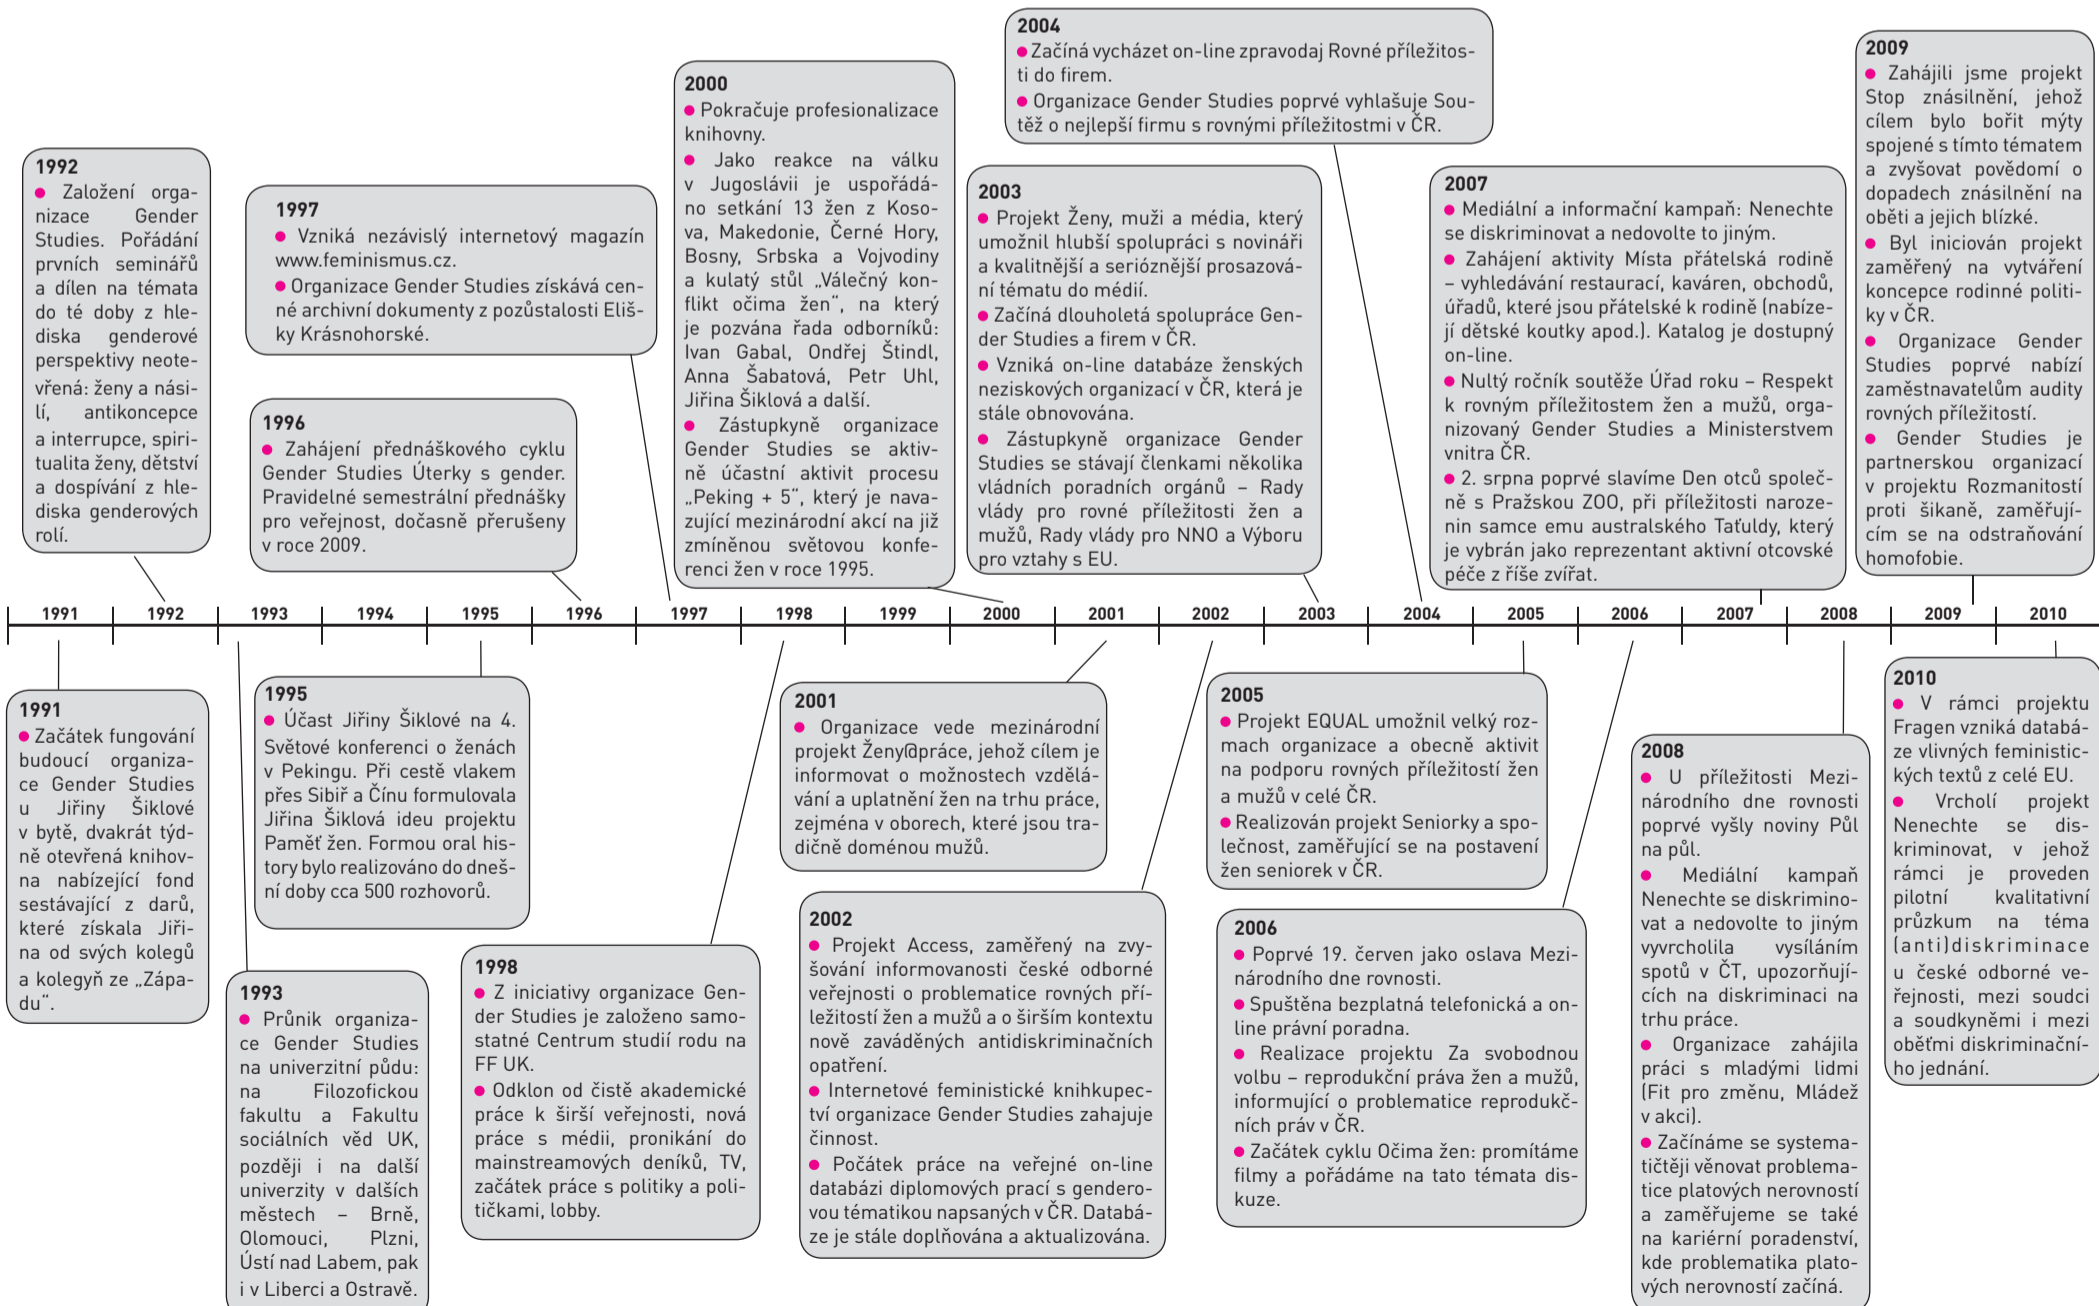 2004
● Začíná vycházet on-line zpravodaj Rovné příležitos-
ti do firem.
● Organizace Gender Studies poprvé vyhlašuje Sou-
těž o nejlepší firmu s rovnými příležitostmi v ČR.
2009
● Zahájili jsme projekt
Stop znásilnění, jehož
cílem bylo bořit mýty
spojené s tímto tématem
a zvyšovat povědomí o
dopadech znásilnění na
oběti a jejich blízké.
● Byl iniciován projekt
zaměřený na vytváření
koncepce rodinné politi-
ky v ČR.
● Organizace Gender
Studies poprvé nabízí
zaměstnavatelům audity
rovných příležitostí.
● Gender Studies je
partnerskou organizací
v projektu Rozmanitostí
proti šikaně, zaměřují-
cím se na odstraňování
homofobie.
2000
● Pokračuje profesionalizace
knihovny.
● Jako reakce na válku
v Jugoslávii je uspořádá-
no setkání 13 žen z Koso-
va, Makedonie, Černé Hory,
Bosny, Srbska a Vojvodiny
a kulatý stůl „Válečný kon-
flikt očima žen“, na který
je pozvána řada odborníků:
Ivan Gabal, Ondřej Štindl,
Anna Šabatová, Petr Uhl,
Jiřina Šiklová a další.
● Zástupkyně organizace
Gender Studies se aktiv-
ně účastní aktivit procesu
„Peking + 5“, který je nava-
zující mezinárodní akcí na již
zmíněnou světovou konfe-
renci žen v roce 1995.
1992
● Založení orga-
nizace Gender
Studies. Pořádání
prvních seminářů
a dílen na témata
do té doby z hle-
diska genderové
perspektivy neote-
vřená: ženy a nási-
lí, antikoncepce
a interrupce, spiri-
tualita ženy, dětství
a dospívání z hle-
diska genderových
rolí.
1997
● Vzniká nezávislý internetový magazín
www.feminismus.cz.
● Organizace Gender Studies získává cen-
né archivní dokumenty z pozůstalosti Eliš-
ky Krásnohorské.
2003
● Projekt Ženy, muži a média, který
umožnil hlubší spolupráci s novináři
a kvalitnější a serióznější prosazová-
ní tématu do médií.
● Začíná dlouholetá spolupráce Gen-
der Studies a firem v ČR.
● Vzniká on-line databáze ženských
neziskových organizací v ČR, která je
stále obnovována.
● Zástupkyně organizace Gender
Studies se stávají členkami několika
vládních poradních orgánů – Rady
vlády pro rovné příležitosti žen a
mužů, Rady vlády pro NNO a Výboru
pro vztahy s EU.
2007
● Mediální a informační kampaň: Nenechte
se diskriminovat a nedovolte to jiným.
● Zahájení aktivity Místa přátelská rodině
– vyhledávání restaurací, kaváren, obchodů,
úřadů, které jsou přátelské k rodině (nabíze-
jí dětské koutky apod.). Katalog je dostupný
on-line.
● Nultý ročník soutěže Úřad roku – Respekt
k rovným příležitostem žen a mužů, orga-
nizovaný Gender Studies a Ministerstvem
vnitra ČR.
● 2. srpna poprvé slavíme Den otců společ-
ně s Pražskou ZOO, při příležitosti naroze-
nin samce emu australského Taťuldy, který
je vybrán jako reprezentant aktivní otcovské
péče z říše zvířat.
1996
● Zahájení přednáškového cyklu
Gender Studies Úterky s gender.
Pravidelné semestrální přednášky
pro veřejnost, dočasně přerušeny
v roce 2009.
1991 1992 1993 1994 1995 1996 1997 1998 1999 2000 2001 2002 2003 2004 2005 2006 2007 2008 2009 2010
1991
● Začátek fungování
budoucí organiza-
ce Gender Studies
u Jiřiny Šiklové
v bytě, dvakrát týd-
ně otevřená knihov-
na nabízející fond
sestávající z darů,
které získala Jiři-
na od svých kolegů
a kolegyň ze „Zápa-
du“.
1995
● Účast Jiřiny Šiklové na 4.
Světové konferenci o ženách
v Pekingu. Při cestě vlakem
přes Sibiř a Čínu formulovala
Jiřina Šiklová ideu projektu
Paměť žen. Formou oral his-
tory bylo realizováno do dneš-
ní doby cca 500 rozhovorů.
1993
● Průnik organiza-
ce Gender Studies
na univerzitní půdu:
na Filozofickou
fakultu a Fakultu
sociálních věd UK,
později i na další
univerzity v dalších
městech – Brně,
Olomouci, Plzni,
Ústí nad Labem, pak
i v Liberci a Ostravě.
1998
● Z iniciativy organizace Gen-
der Studies je založeno samo-
statné Centrum studií rodu na
FF UK.
● Odklon od čistě akademické
práce k širší veřejnosti, nová
práce s médii, pronikání do
mainstreamových deníků, TV,
začátek práce s politiky a poli-
tičkami, lobby.
2001
● Organizace vede mezinárodní
projekt Ženy@práce, jehož cílem je
informovat o možnostech vzdělá-
vání a uplatnění žen na trhu práce,
zejména v oborech, které jsou tra-
dičně doménou mužů.
2002
● Projekt Access, zaměřený na zvy-
šování informovanosti české odborné
veřejnosti o problematice rovných pří-
ležitostí žen a mužů a o širším kontextu
nově zaváděných antidiskriminačních
opatření.
● Internetové feministické knihkupec-
tví organizace Gender Studies zahajuje
činnost.
● Počátek práce na veřejné on-line
databázi diplomových prací s gendero-
vou tématikou napsaných v ČR. Databá-
ze je stále doplňována a aktualizována.
2005
● Projekt EQUAL umožnil velký roz-
mach organizace a obecně aktivit
na podporu rovných příležitostí žen
a mužů v celé ČR.
● Realizován projekt Seniorky a spo-
lečnost, zaměřující se na postavení
žen seniorek v ČR.
2006
● Poprvé 19. červen jako oslava Mezi-
národního dne rovnosti.
● Spuštěna bezplatná telefonická a on-
line právní poradna.
● Realizace projektu Za svobodnou
volbu – reprodukční práva žen a mužů,
informující o problematice reprodukč-
ních práv v ČR.
● Začátek cyklu Očima žen: promítáme
filmy a pořádáme na tato témata dis-
kuze.
2008
● U příležitosti Mezi-
národního dne rovnosti
poprvé vyšly noviny Půl
na půl.
● Mediální kampaň
Nenechte se diskrimino-
vat a nedovolte to jiným
vyvrcholila vysíláním
spotů v ČT, upozorňují-
cích na diskriminaci na
trhu práce.
● Organizace zahájila
práci s mladými lidmi
(Fit pro změnu, Mládež
v akci).
● Začínáme se systema-
tičtěji věnovat problema-
tice platových nerovností
a zaměřujeme se také
na kariérní poradenství,
kde problematika plato-
vých nerovností začíná.
2010
● V rámci projektu
Fragen vzniká databá-
ze vlivných feministic-
kých textů z celé EU.
● Vrcholí projekt
Nenechte se dis-
kriminovat, v jehož
rámci je proveden
pilotní kvalitativní
průzkum na téma
(anti)diskriminace
u české odborné ve-
řejnosti, mezi soudci
a soudkyněmi i mezi
oběťmi diskriminační-
ho jednání.